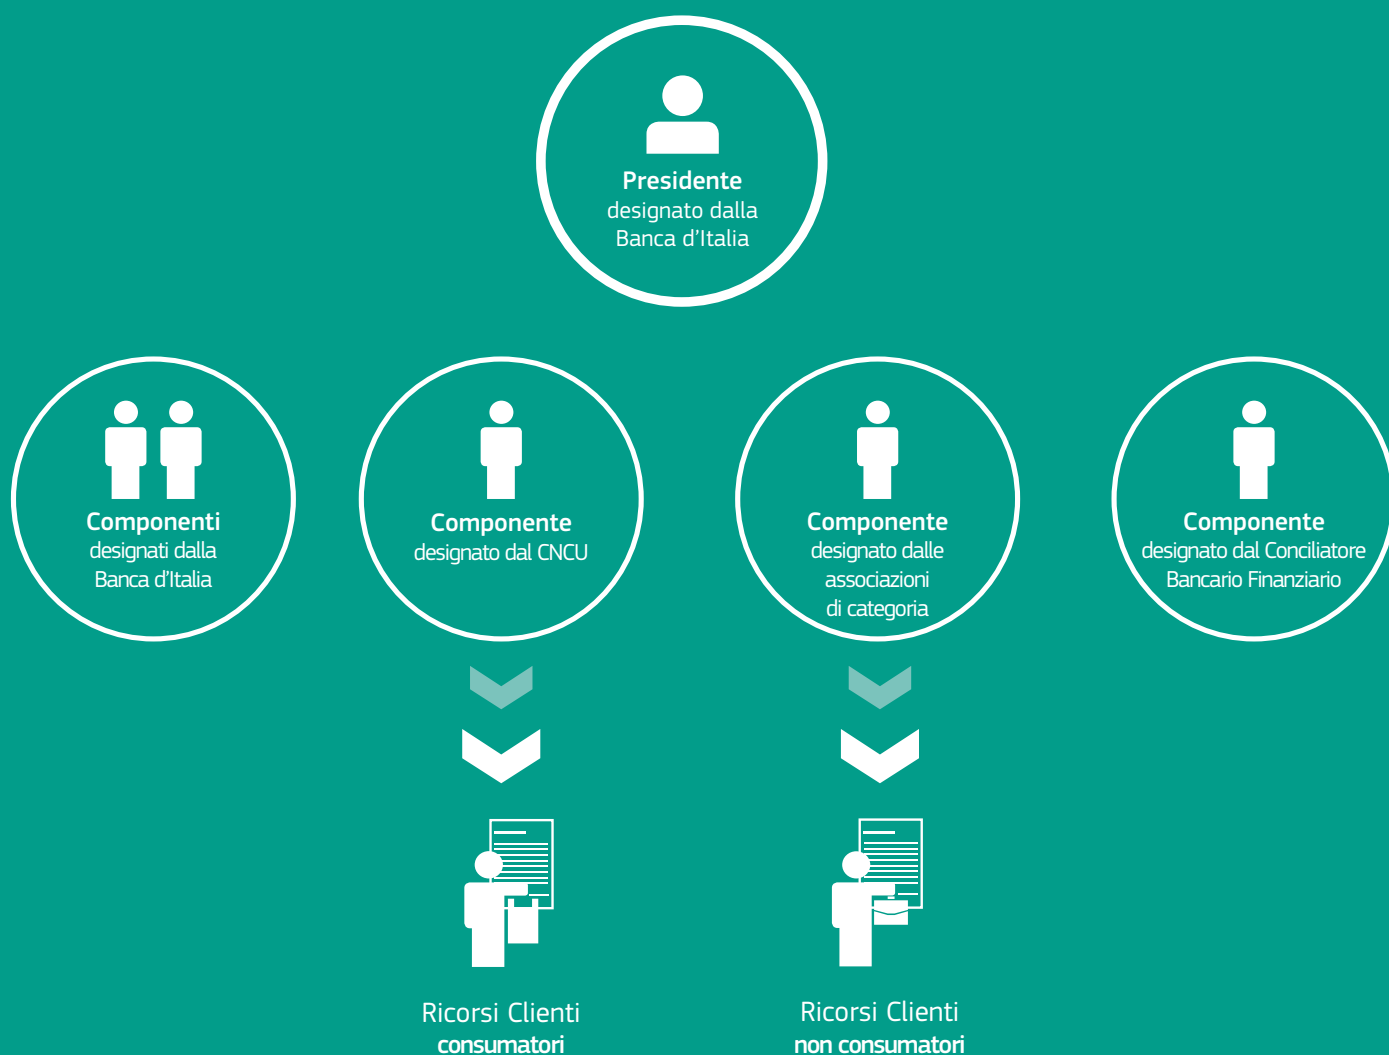 Presidente
designato dalla
Banca d'Italia
Componenti
designati dalla
Banca d'Italia
Componente
designato dal CNCU
Componente
designato dalle
associazioni
di categoria
Componente
designato dal Conciliatore
Bancario Finanziario
Ricorsi Clienti
consumatori
Ricorsi Clienti
non consumatori